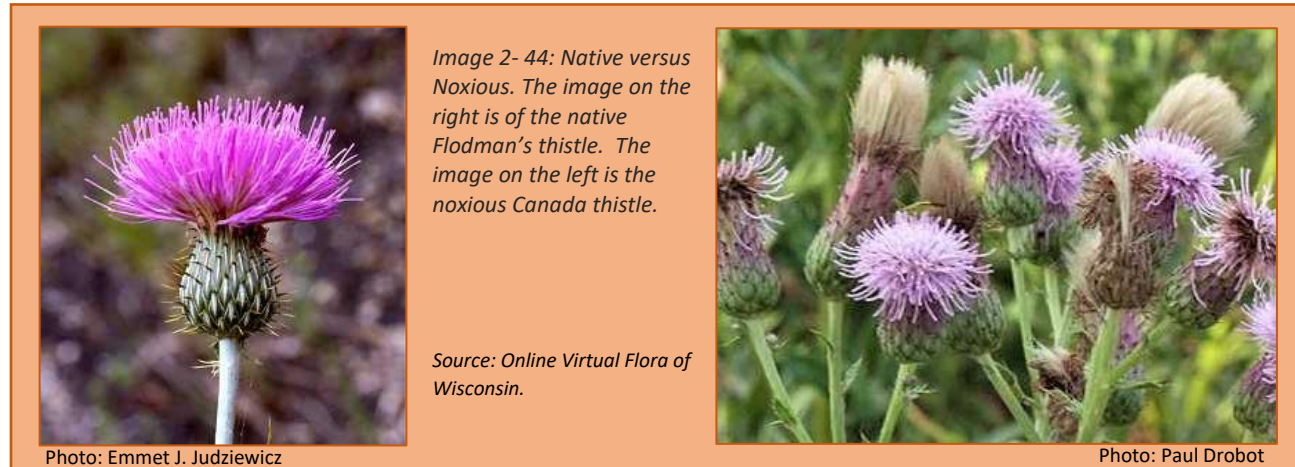 Image 2- 44: Native versus
Noxious. The image on the
right is of the native
Flodman’s thistle.  The
image on the left is the
noxious Canada thistle.
Source: Online Virtual Flora of
Wisconsin.
Photo: Emmet J. Judziewicz
Photo: Paul Drobot